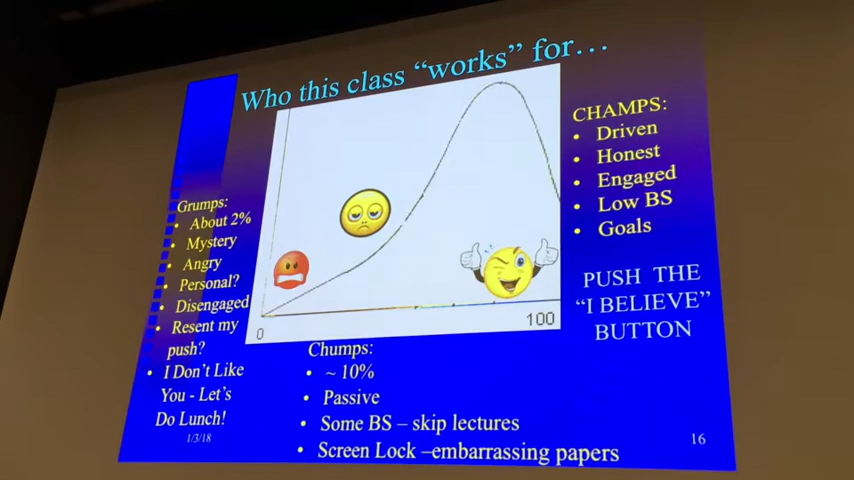 Who this class “works” for…
CHAMPS:
• Driven
• Honest
• Engaged
• Low BS
• Goals
PUSH THE
“I BELIEVE”
BUTTON
Grumps:
• About 2%
• Mystery
• Angry
• Personal?
• Disengaged
• Resent my
push?
• I Don’t Like
You - Let’s
Do Lunch!
1/3/18
0
100
Chumps:
• ~ 10%
• Passive
• Some BS – skip lectures
• Screen Lock –embarrassing papers
16